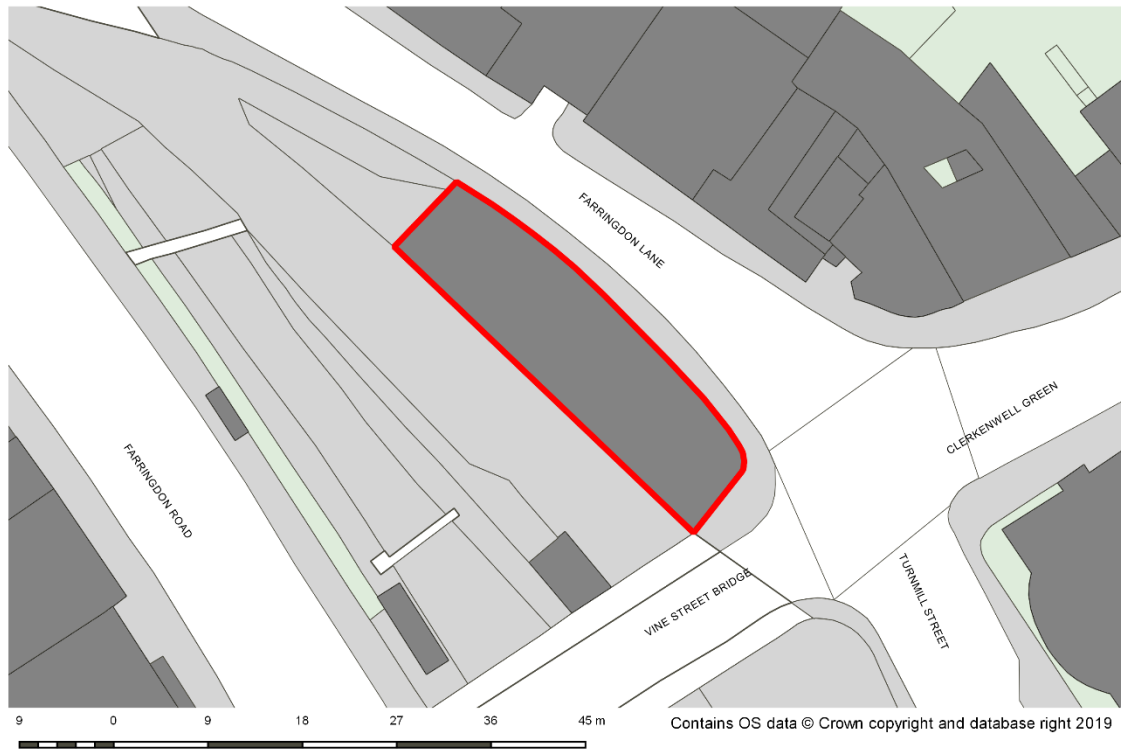 FARRINGDON LANE
CLERKENWELL GREEN
FARRINGDON ROAD
TURNMILL STREET
VINE STREET BRIDGE
9 0 9 18 27 36 45 m
Contains OS data © Crown copyright and database right 2019